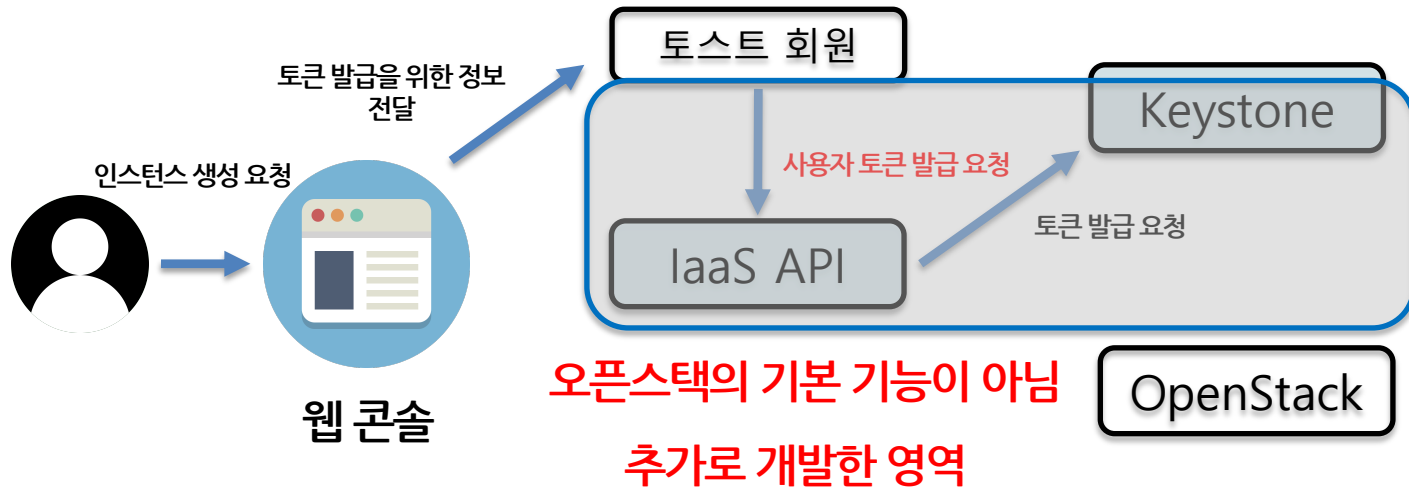 토스트 회원
토큰 발급을 위한 정보
전달
Keystone
인스턴스 생성 요청
사용자 토큰 발급 요청
토큰 발급 요청
IaaS API
오픈스택의 기본 기능이 아님
OpenStack
웹 콘솔
추가로 개발한 영역